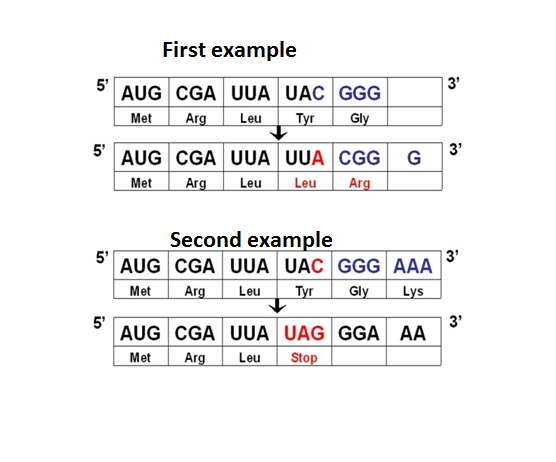 First example
5' AUG CGA UUA UAC GGG 3'
Met Arg Leu Tyr Gly
5' AUG CGA UUA UUA CGG G 3'
Met Arg Leu Leu Arg
Second example
5' AUG CGA UUA UAC GGG AAA 3'
Met Arg Leu Tyr Gly Lys
5' AUG CGA UUA UAG GGA AA 3'
Met Arg Leu Stop